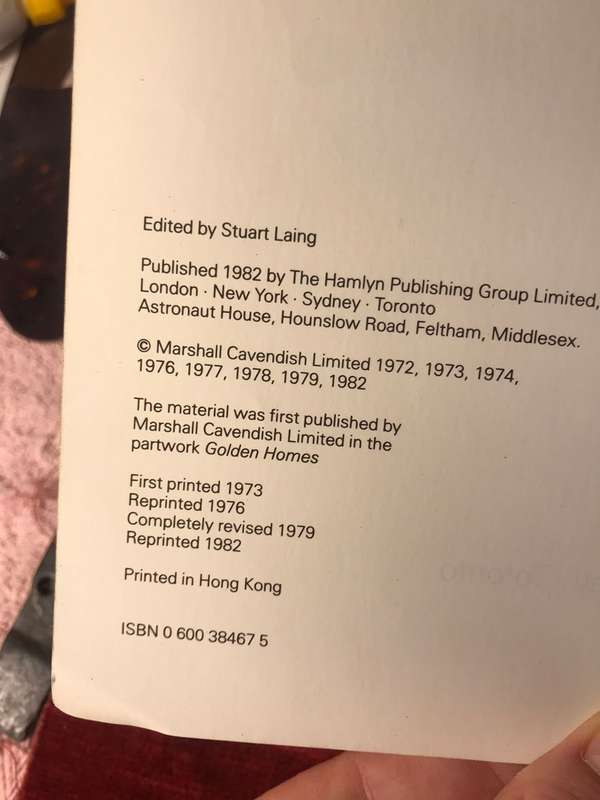 Edited by Stuart Laing
Published 1982 by The Hamlyn Publishing Group Limited,
London · New York · Sydney · Toronto
Astronaut House, Hounslow Road, Feltham, Middlesex.
© Marshall Cavendish Limited 1972, 1973, 1974,
1976, 1977, 1978, 1979, 1982
The material was first published by
Marshall Cavendish Limited in the
partwork Golden Homes
First printed 1973
Reprinted 1976
Completely revised 1979
Reprinted 1982
Printed in Hong Kong
ISBN 0 600 38467 5